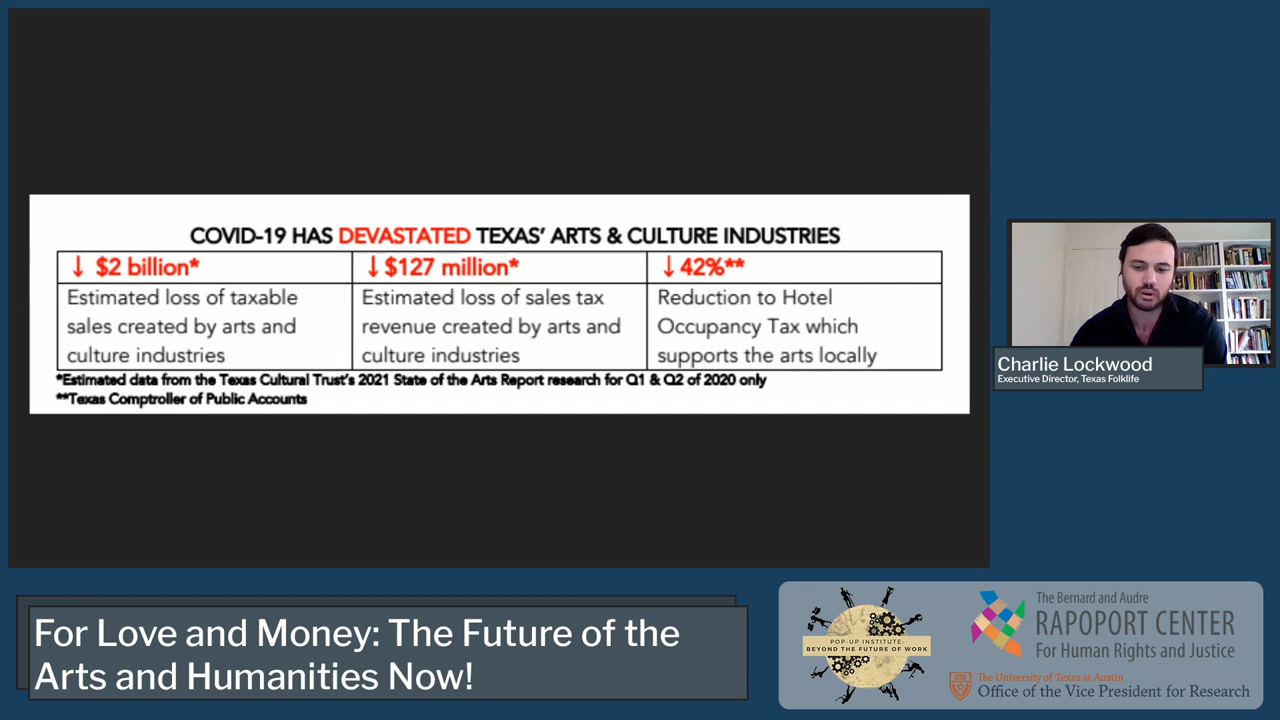 COVID-19 HAS DEVASTATED TEXAS' ARTS & CULTURE INDUSTRIES
↓ $2 billion*
Estimated loss of taxable
sales created by arts and
culture industries
↓ $127 million*
Estimated loss of sales tax
revenue created by arts and
culture industries
↓ 42%**
Reduction to Hotel
Occupancy Tax which
supports the arts locally
*Estimated data from the Texas Cultural Trust's 2021 State of the Arts Report research for Q1 & Q2 of 2020 only
**Texas Comptroller of Public Accounts
Charlie Lockwood
Executive Director, Texas Folklife
For Love and Money: The Future of the
Arts and Humanities Now!
POP-UP INSTITUTE:
BEYOND THE FUTURE OF WORK
The Bernard and Audre
RAPOPORT CENTER
For Human Rights and Justice
The University of Texas at Austin
Office of the Vice President for Research